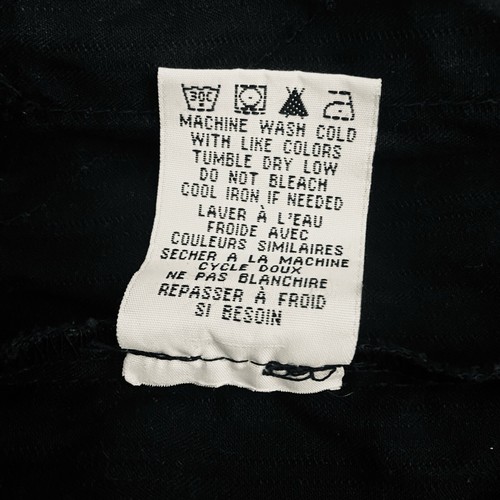 30C
MACHINE WASH COLD
WITH LIKE COLORS
TUMBLE DRY LOW
DO NOT BLEACH
COOL IRON IF NEEDED
LAVER À L'EAU
FROIDE AVEC
COULEURS SIMILAIRES
SECHER A LA MACHINE
CYCLE DOUX
NE PAS BLANCHIRE
REPASSER À FROID
SI BESOIN